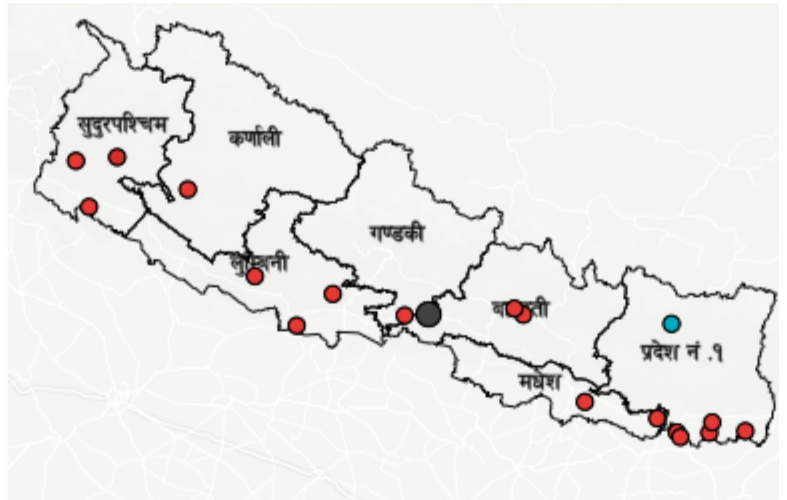 सुदुरपश्चिम
कर्णाली
गण्डकी
प्रदेश नं .१
मधेश